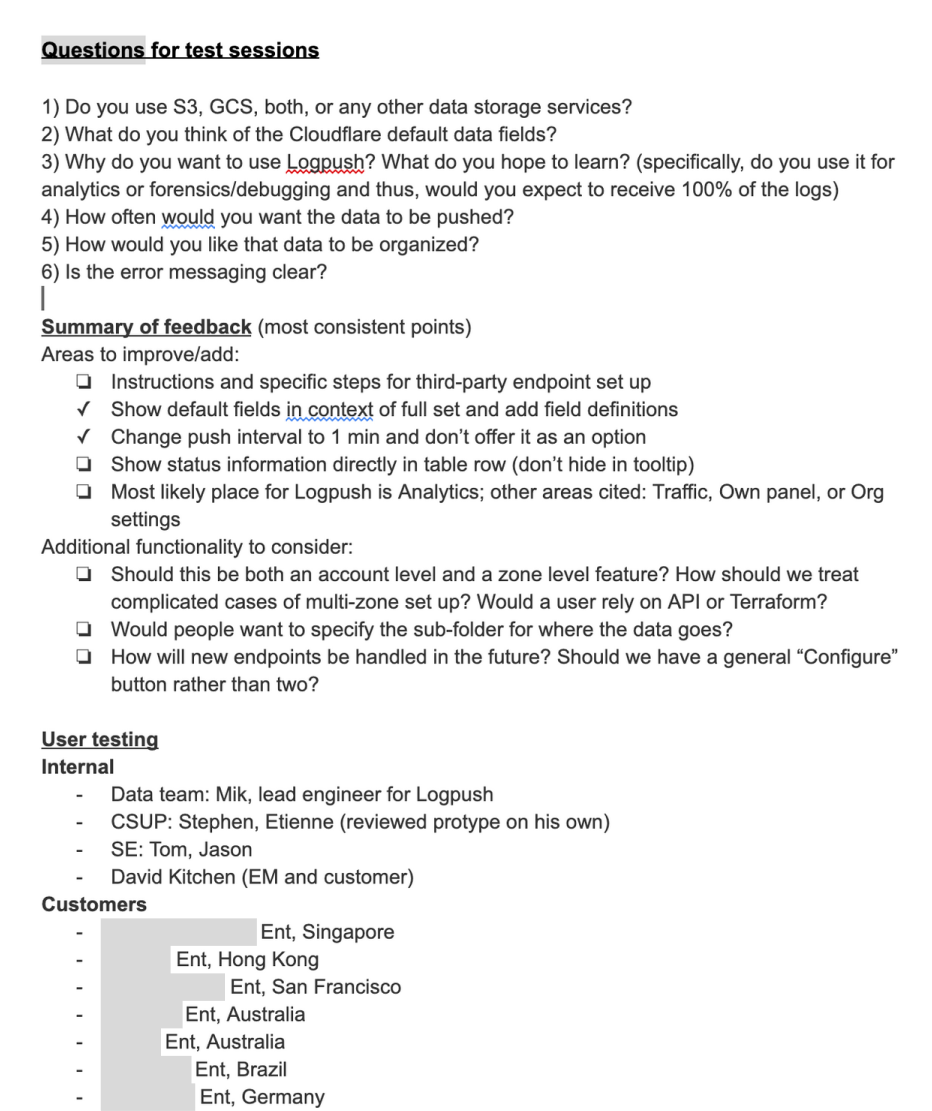 Questions for test sessions
1) Do you use S3, GCS, both, or any other data storage services?
2) What do you think of the Cloudflare default data fields?
3) Why do you want to use Logpush? What do you hope to learn? (specifically, do you use it for
analytics or forensics/debugging and thus, would you expect to receive 100% of the logs)
4) How often would you want the data to be pushed?
5) How would you like that data to be organized?
6) Is the error messaging clear?
Summary of feedback (most consistent points)
Areas to improve/add:
❏ Instructions and specific steps for third-party endpoint set up
✓ Show default fields in context of full set and add field definitions
✓ Change push interval to 1 min and don’t offer it as an option
❏ Show status information directly in table row (don’t hide in tooltip)
❏ Most likely place for Logpush is Analytics; other areas cited: Traffic, Own panel, or Org
settings
Additional functionality to consider:
❏ Should this be both an account level and a zone level feature? How should we treat
complicated cases of multi-zone set up? Would a user rely on API or Terraform?
❏ Would people want to specify the sub-folder for where the data goes?
❏ How will new endpoints be handled in the future? Should we have a general “Configure”
button rather than two?
User testing
Internal
- Data team: Mik, lead engineer for Logpush
- CSUP: Stephen, Etienne (reviewed protype on his own)
- SE: Tom, Jason
- David Kitchen (EM and customer)
Customers
- Ent, Singapore
- Ent, Hong Kong
- Ent, San Francisco
- Ent, Australia
- Ent, Australia
- Ent, Brazil
- Ent, Germany